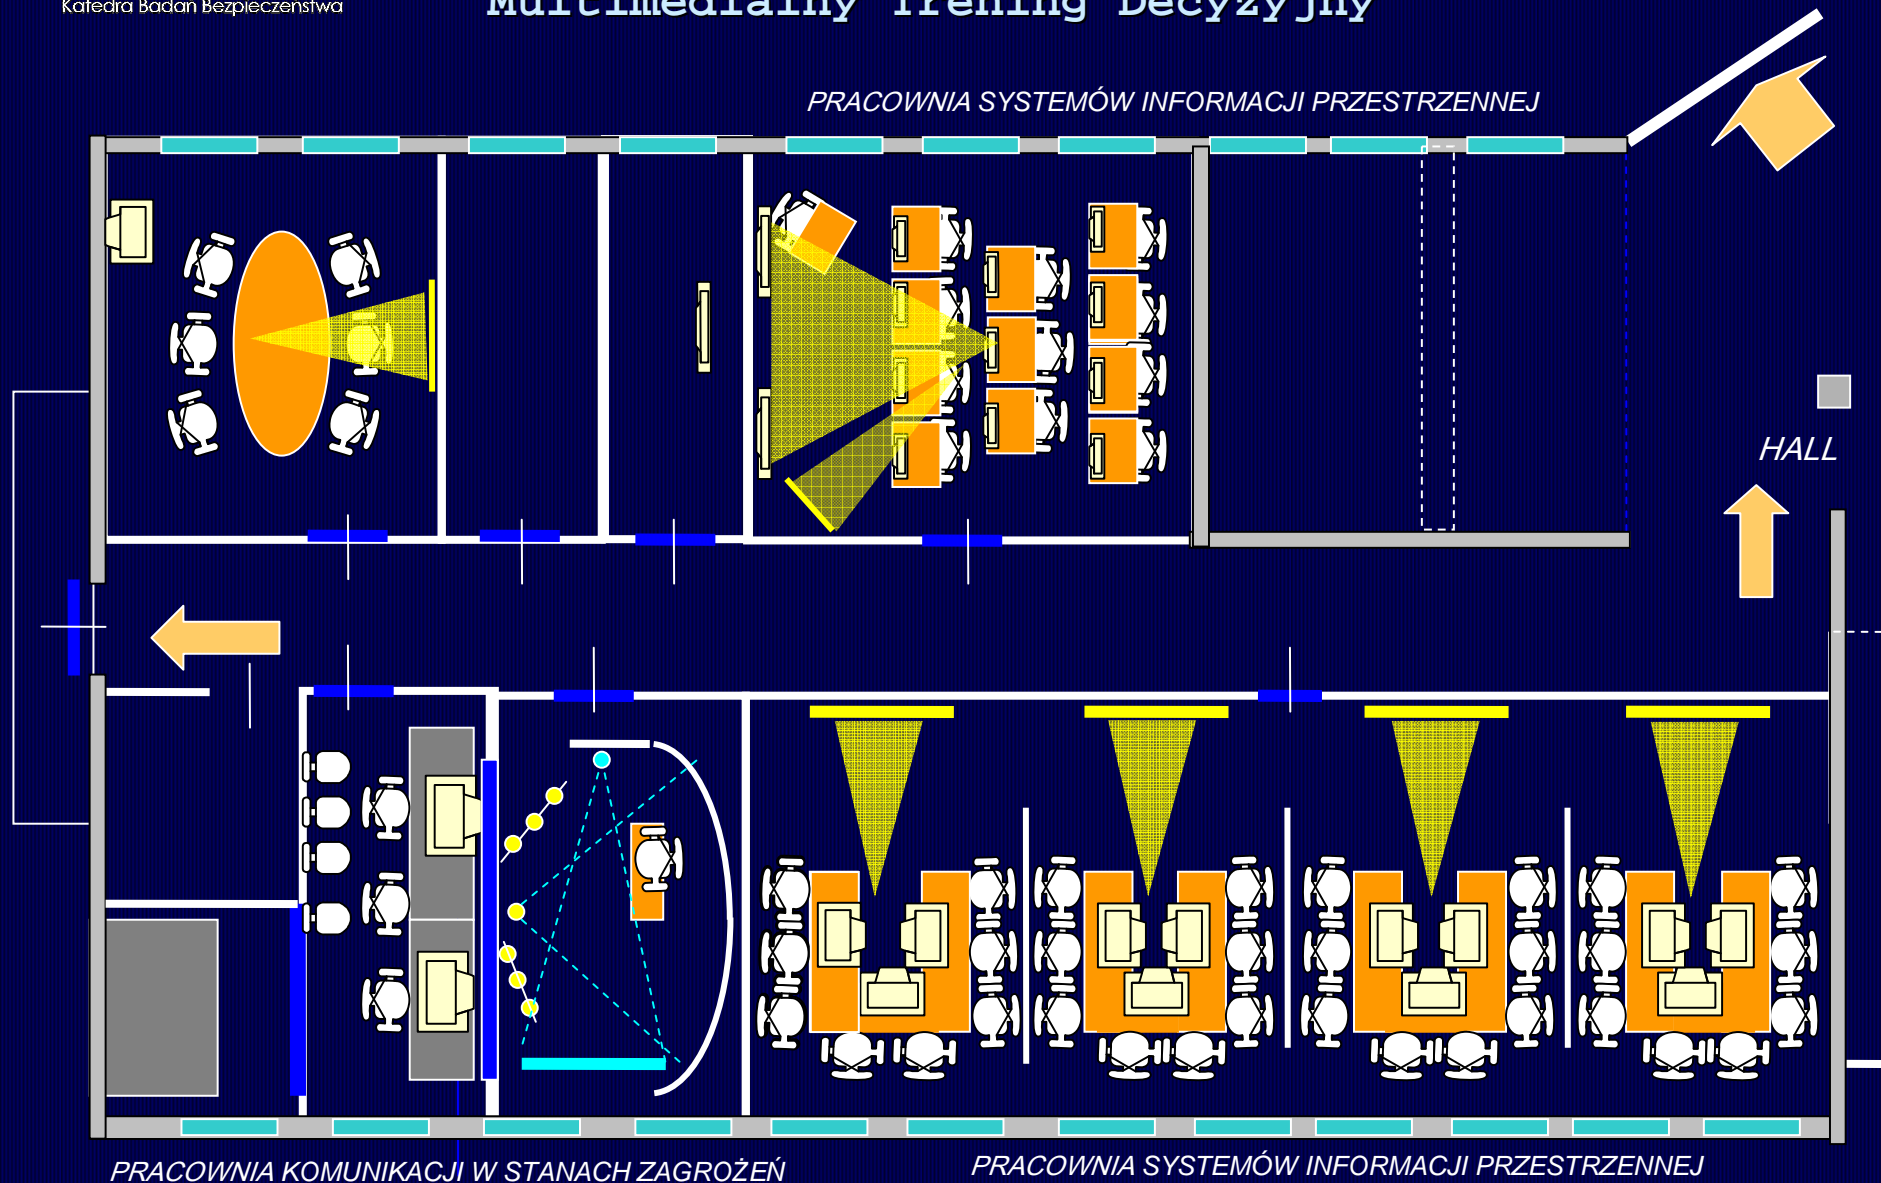 Katedra Badań Bezpieczeństwa
Multimedialny Trening Decyzyjny
PRACOWNIA SYSTEMÓW INFORMACJI PRZESTRZENNEJ
HALL
PRACOWNIA KOMUNIKACJI W STANACH ZAGROŻEŃ
PRACOWNIA SYSTEMÓW INFORMACJI PRZESTRZENNEJ